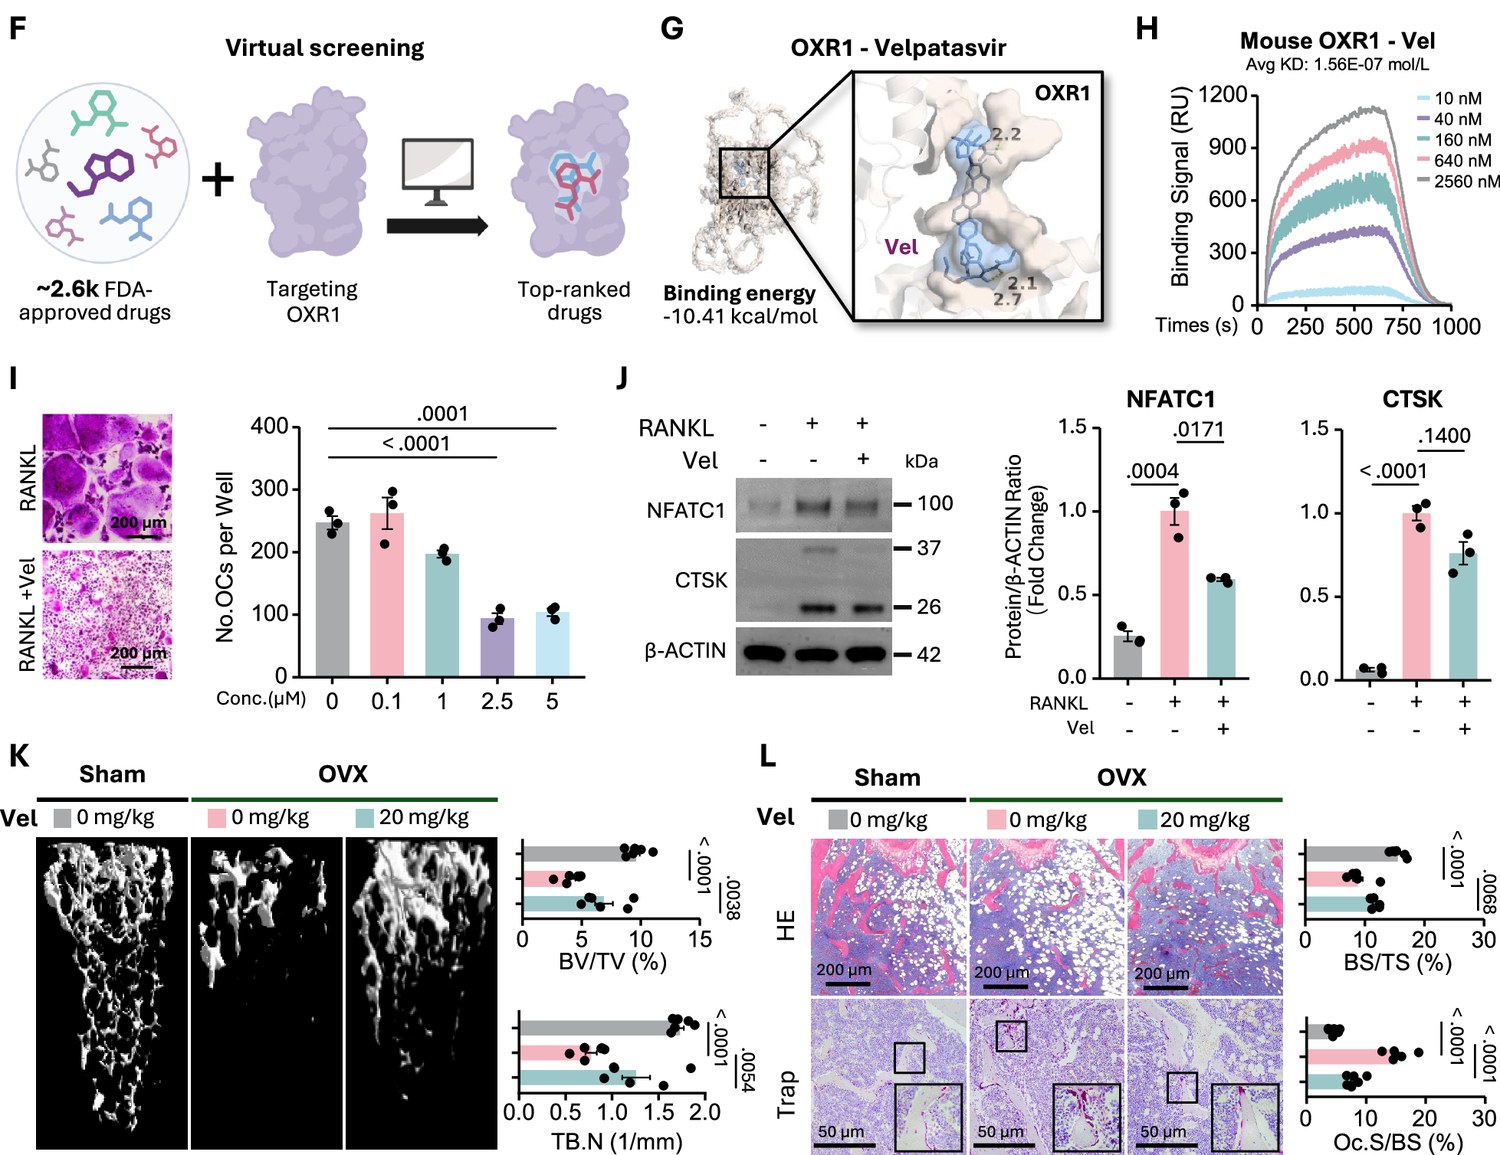 F
Virtual screening
~2.6k FDA-
approved drugs
+
Targeting
OXR1
Top-ranked
drugs
G
OXR1 - Velpatasvir
OXR1
2.2
Vel
2.1
2.7
Binding energy
-10.41 kcal/mol
H
Mouse OXR1 - Vel
Avg KD: 1.56E-07 mol/L
Binding Signal (RU)
1200
900
600
300
0
Times (s)
0 250 500 750 1000
10 nM
40 nM
160 nM
640 nM
2560 nM
I
RANKL
200 µm
RANKL +Vel
200 µm
No.OCs per Well
400
300
200
100
0
.0001
< .0001
Conc.(µM) 0 0.1 1 2.5 5
J
RANKL - + +
Vel - - +
kDa
NFATC1 100
37
CTSK
26
β-ACTIN 42
Protein/β-ACTIN Ratio
(Fold Change)
NFATC1
1.5
1.0
0.5
0.0
.0171
.0004
RANKL - + +
Vel - - +
CTSK
1.5
1.0
0.5
0.0
.1400
< .0001
- + +
- - +
K
Sham OVX
Vel 0 mg/kg 0 mg/kg 20 mg/kg
< .0001
.0038
0 5 10 15
BV/TV (%)
< .0001
.0054
0.0 0.5 1.0 1.5 2.0
TB.N (1/mm)
L
Sham OVX
Vel 0 mg/kg 0 mg/kg 20 mg/kg
HE
200 µm 200 µm 200 µm
Trap
50 µm 50 µm 50 µm
< .0001
.0068
0 10 20 30
BS/TS (%)
< .0001
< .0001
0 10 20 30
Oc.S/BS (%)